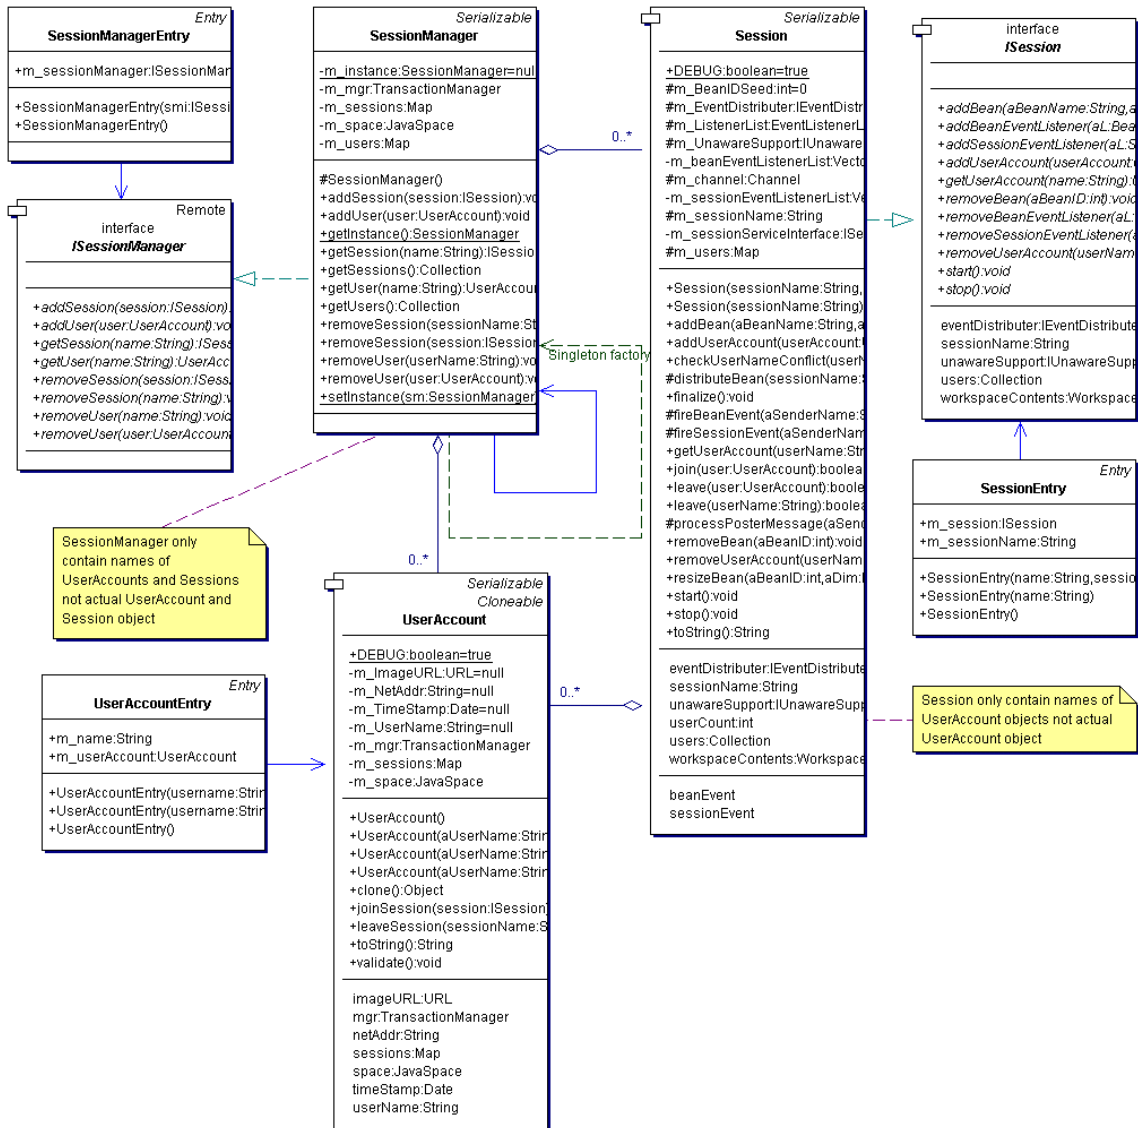 Entry
SessionManagerEntry
+m_sessionManager:ISessionMan
+SessionManagerEntry(smi:ISessi
+SessionManagerEntry()
Remote
interface
ISessionManager
+addSession(session:ISession):
+addUser(user:UserAccount):vo
+getSession(name:String):ISess
+getUser(name:String):UserAcc
+removeSession(session:ISess
+removeSession(name:String):v
+removeUser(name:String):void
+removeUser(user:UserAccount
Serializable
SessionManager
-m_instance:SessionManager=nul
-m_mgr:TransactionManager
-m_sessions:Map
-m_space:JavaSpace
-m_users:Map
#SessionManager()
+addSession(session:ISession):vo
+addUser(user:UserAccount):void
+getInstance():SessionManager
+getSession(name:String):ISessio
+getSessions():Collection
+getUser(name:String):UserAccou
+getUsers():Collection
+removeSession(sessionName:St
+removeSession(session:ISession
+removeUser(userName:String):vo
+removeUser(user:UserAccount):v
+setInstance(sm:SessionManager
0..*
Singleton factory
0..*
Serializable
Session
+DEBUG:boolean=true
#m_BeanIDSeed:int=0
#m_EventDistributer:IEventDistr
#m_ListenerList:EventListenerL
#m_UnawareSupport:IUnaware
-m_beanEventListenerList:Vecto
#m_channel:Channel
-m_sessionEventListenerList:Ve
#m_sessionName:String
-m_sessionServiceInterface:ISe
#m_users:Map
+Session(sessionName:String,
+Session(sessionName:String)
+addBean(aBeanName:String,a
+addUserAccount(userAccount:U
+checkUserNameConflict(userN
#distributeBean(sessionName:S
+finalize():void
#fireBeanEvent(aSenderName:S
#fireSessionEvent(aSenderNam
+getUserAccount(userName:Stri
+join(user:UserAccount):boolea
+leave(user:UserAccount):boole
+leave(userName:String):boole
#processPosterMessage(aSend
+removeBean(aBeanID:int):void
+removeUserAccount(userNam
+resizeBean(aBeanID:int,aDim:
+start():void
+stop():void
+toString():String
eventDistributer:IEventDistribute
sessionName:String
unawareSupport:IUnawareSupp
userCount:int
users:Collection
workspaceContents:Workspace
beanEvent
sessionEvent
interface
ISession
+addBean(aBeanName:String,a
+addBeanEventListener(aL:Bea
+addSessionEventListener(aL:S
+addUserAccount(userAccount:
+getUserAccount(name:String):U
+removeBean(aBeanID:int):void
+removeBeanEventListener(aL:
+removeSessionEventListener(a
+removeUserAccount(userNam
+start():void
+stop():void
eventDistributer:IEventDistribute
sessionName:String
unawareSupport:IUnawareSupp
users:Collection
workspaceContents:Workspace
Entry
SessionEntry
+m_session:ISession
+m_sessionName:String
+SessionEntry(name:String,sessio
+SessionEntry(name:String)
+SessionEntry()
SessionManager only
contain names of
UserAccounts and Sessions
not actual UserAccount and
Session object
Serializable
Cloneable
UserAccount
+DEBUG:boolean=true
-m_ImageURL:URL=null
-m_NetAddr:String=null
-m_TimeStamp:Date=null
-m_UserName:String=null
-m_mgr:TransactionManager
-m_sessions:Map
-m_space:JavaSpace
+UserAccount()
+UserAccount(aUserName:Strin
+UserAccount(aUserName:Strin
+UserAccount(aUserName:Strin
+clone():Object
+joinSession(session:ISession)
+leaveSession(sessionName:S
+toString():String
+validate():void
imageURL:URL
mgr:TransactionManager
netAddr:String
sessions:Map
space:JavaSpace
timeStamp:Date
userName:String
0..*
Entry
UserAccountEntry
+m_name:String
+m_userAccount:UserAccount
+UserAccountEntry(username:Strin
+UserAccountEntry(username:Strin
+UserAccountEntry()
Session only contain names of
UserAccount objects not actual
UserAccount object